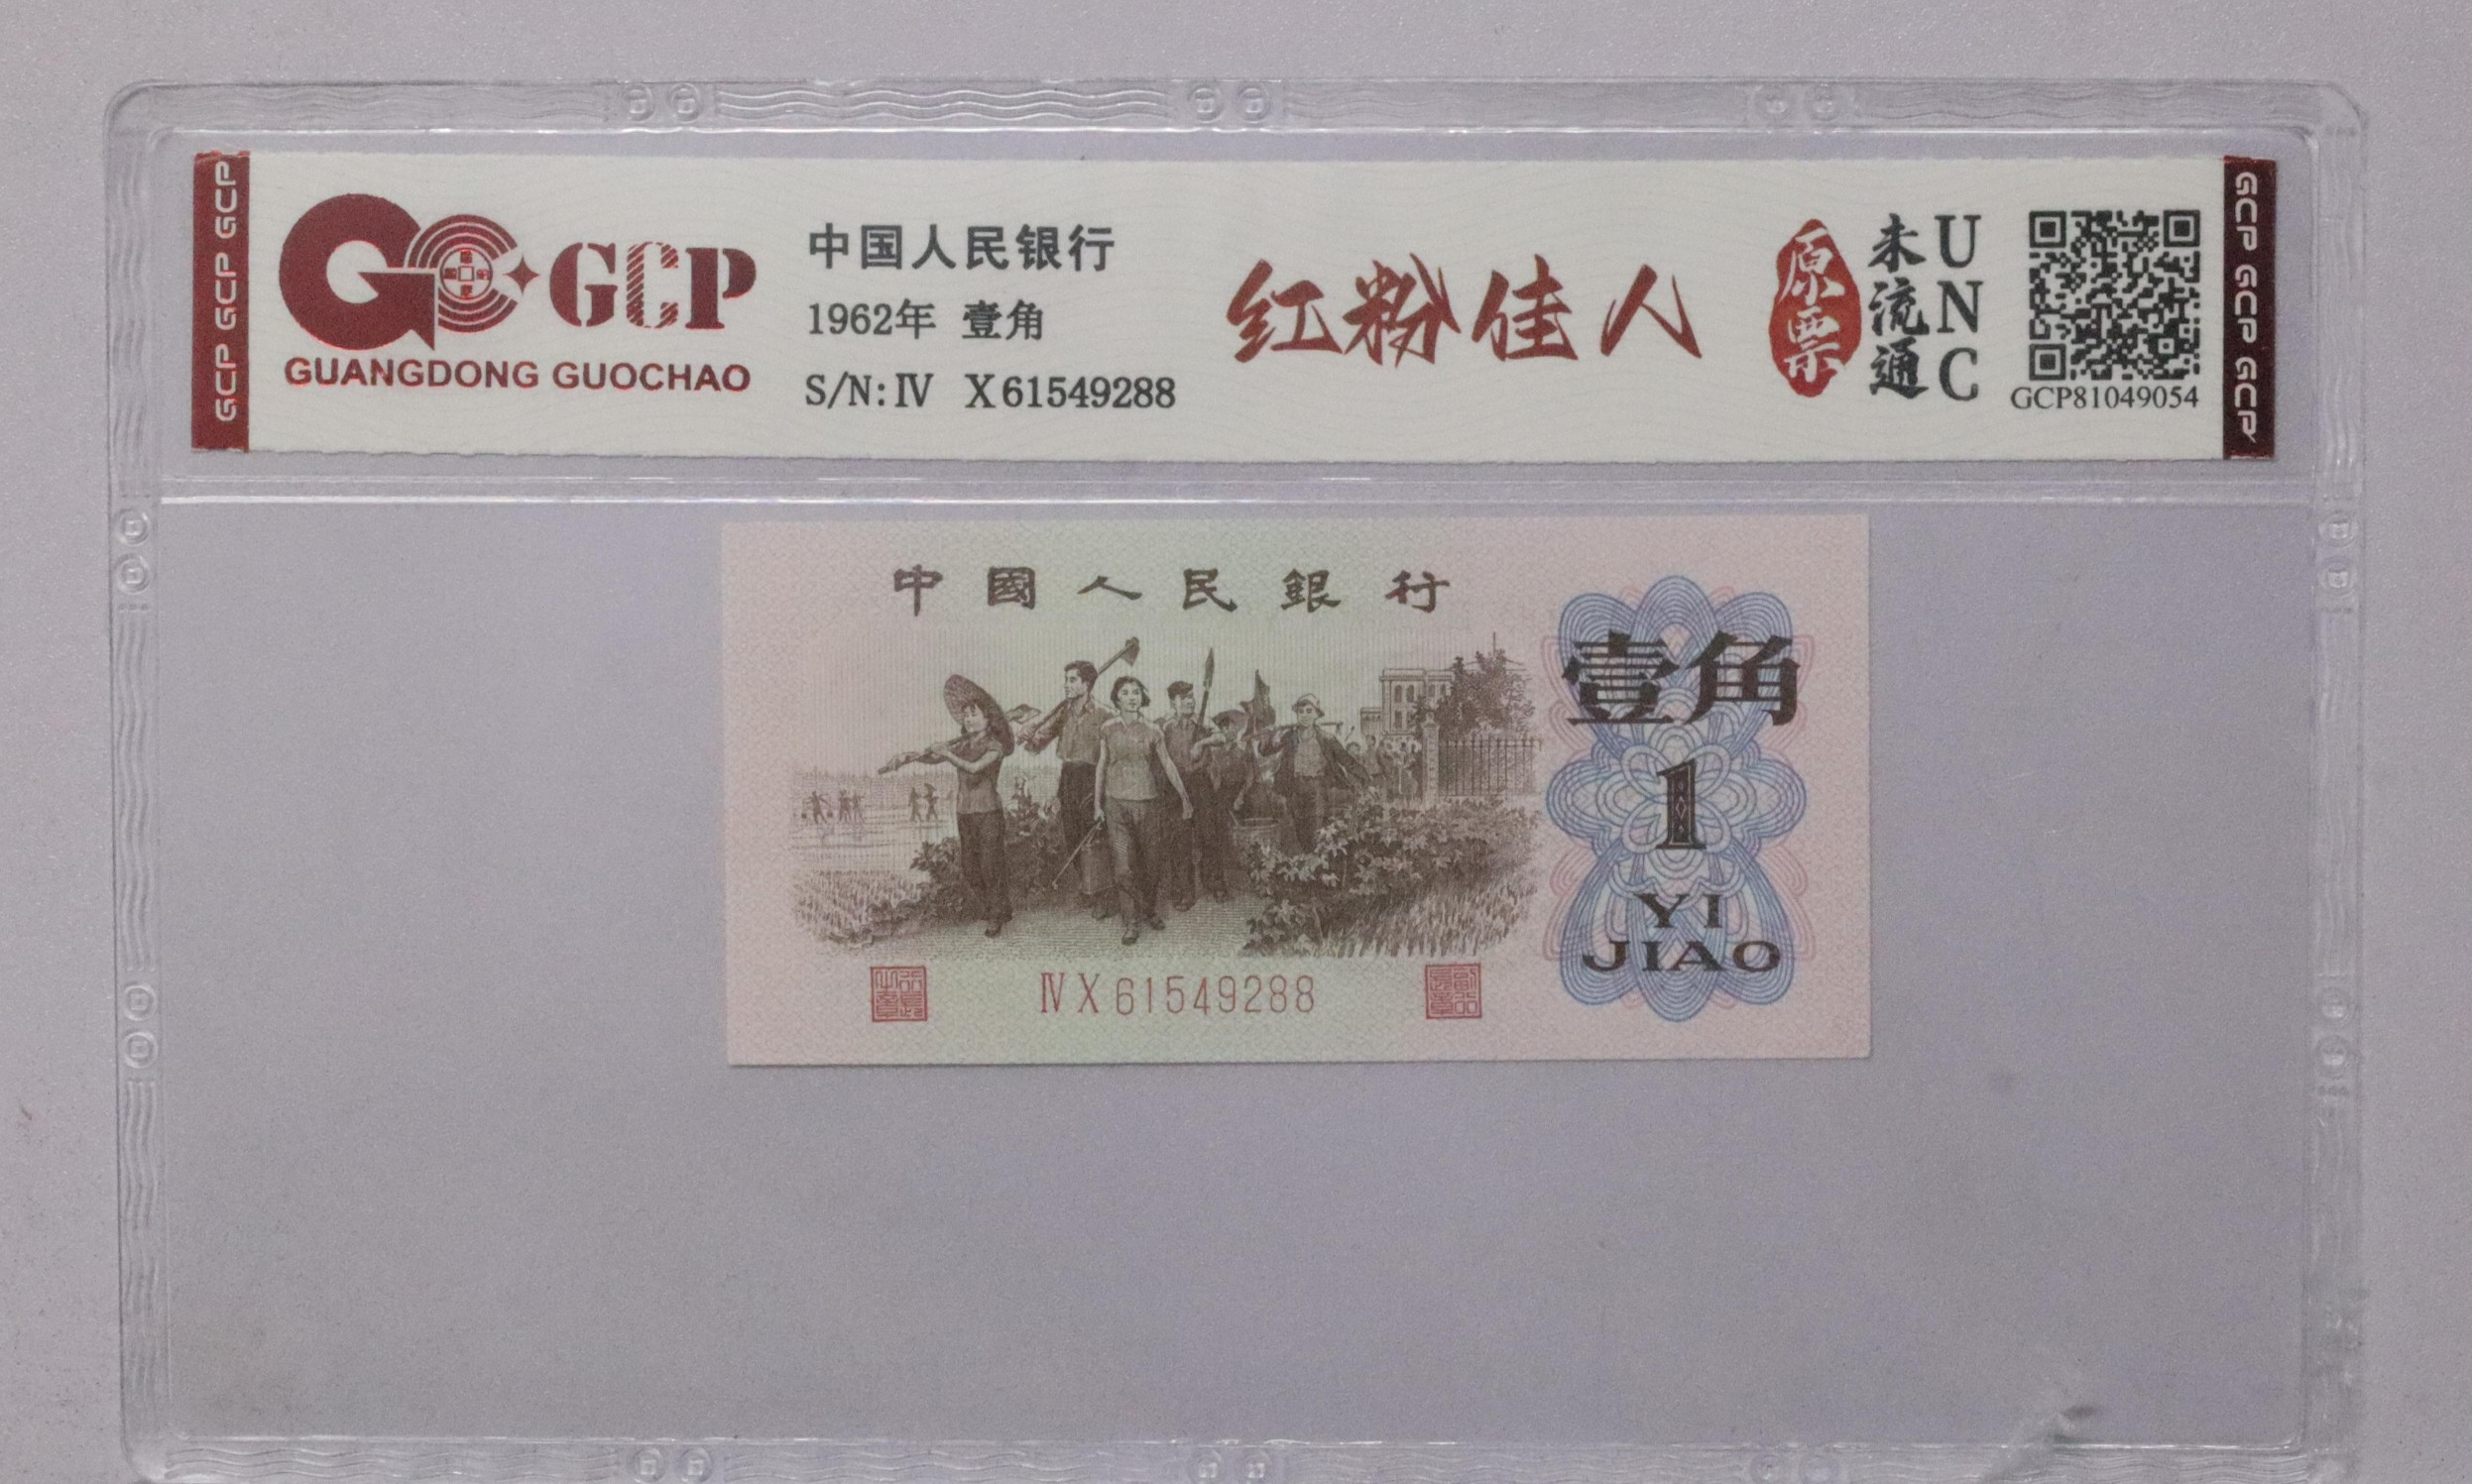 GCP GCP GCP
GCP
GUANGDONG GUOCHAO
中国人民银行
1962年 壹角
S/N:Ⅳ X61549288
红粉佳人
原票
未流通
UNC
GCP81049054
GCP GCP GCP
中國人民銀行
壹角
1
YI
JIAO
ⅣX61549288